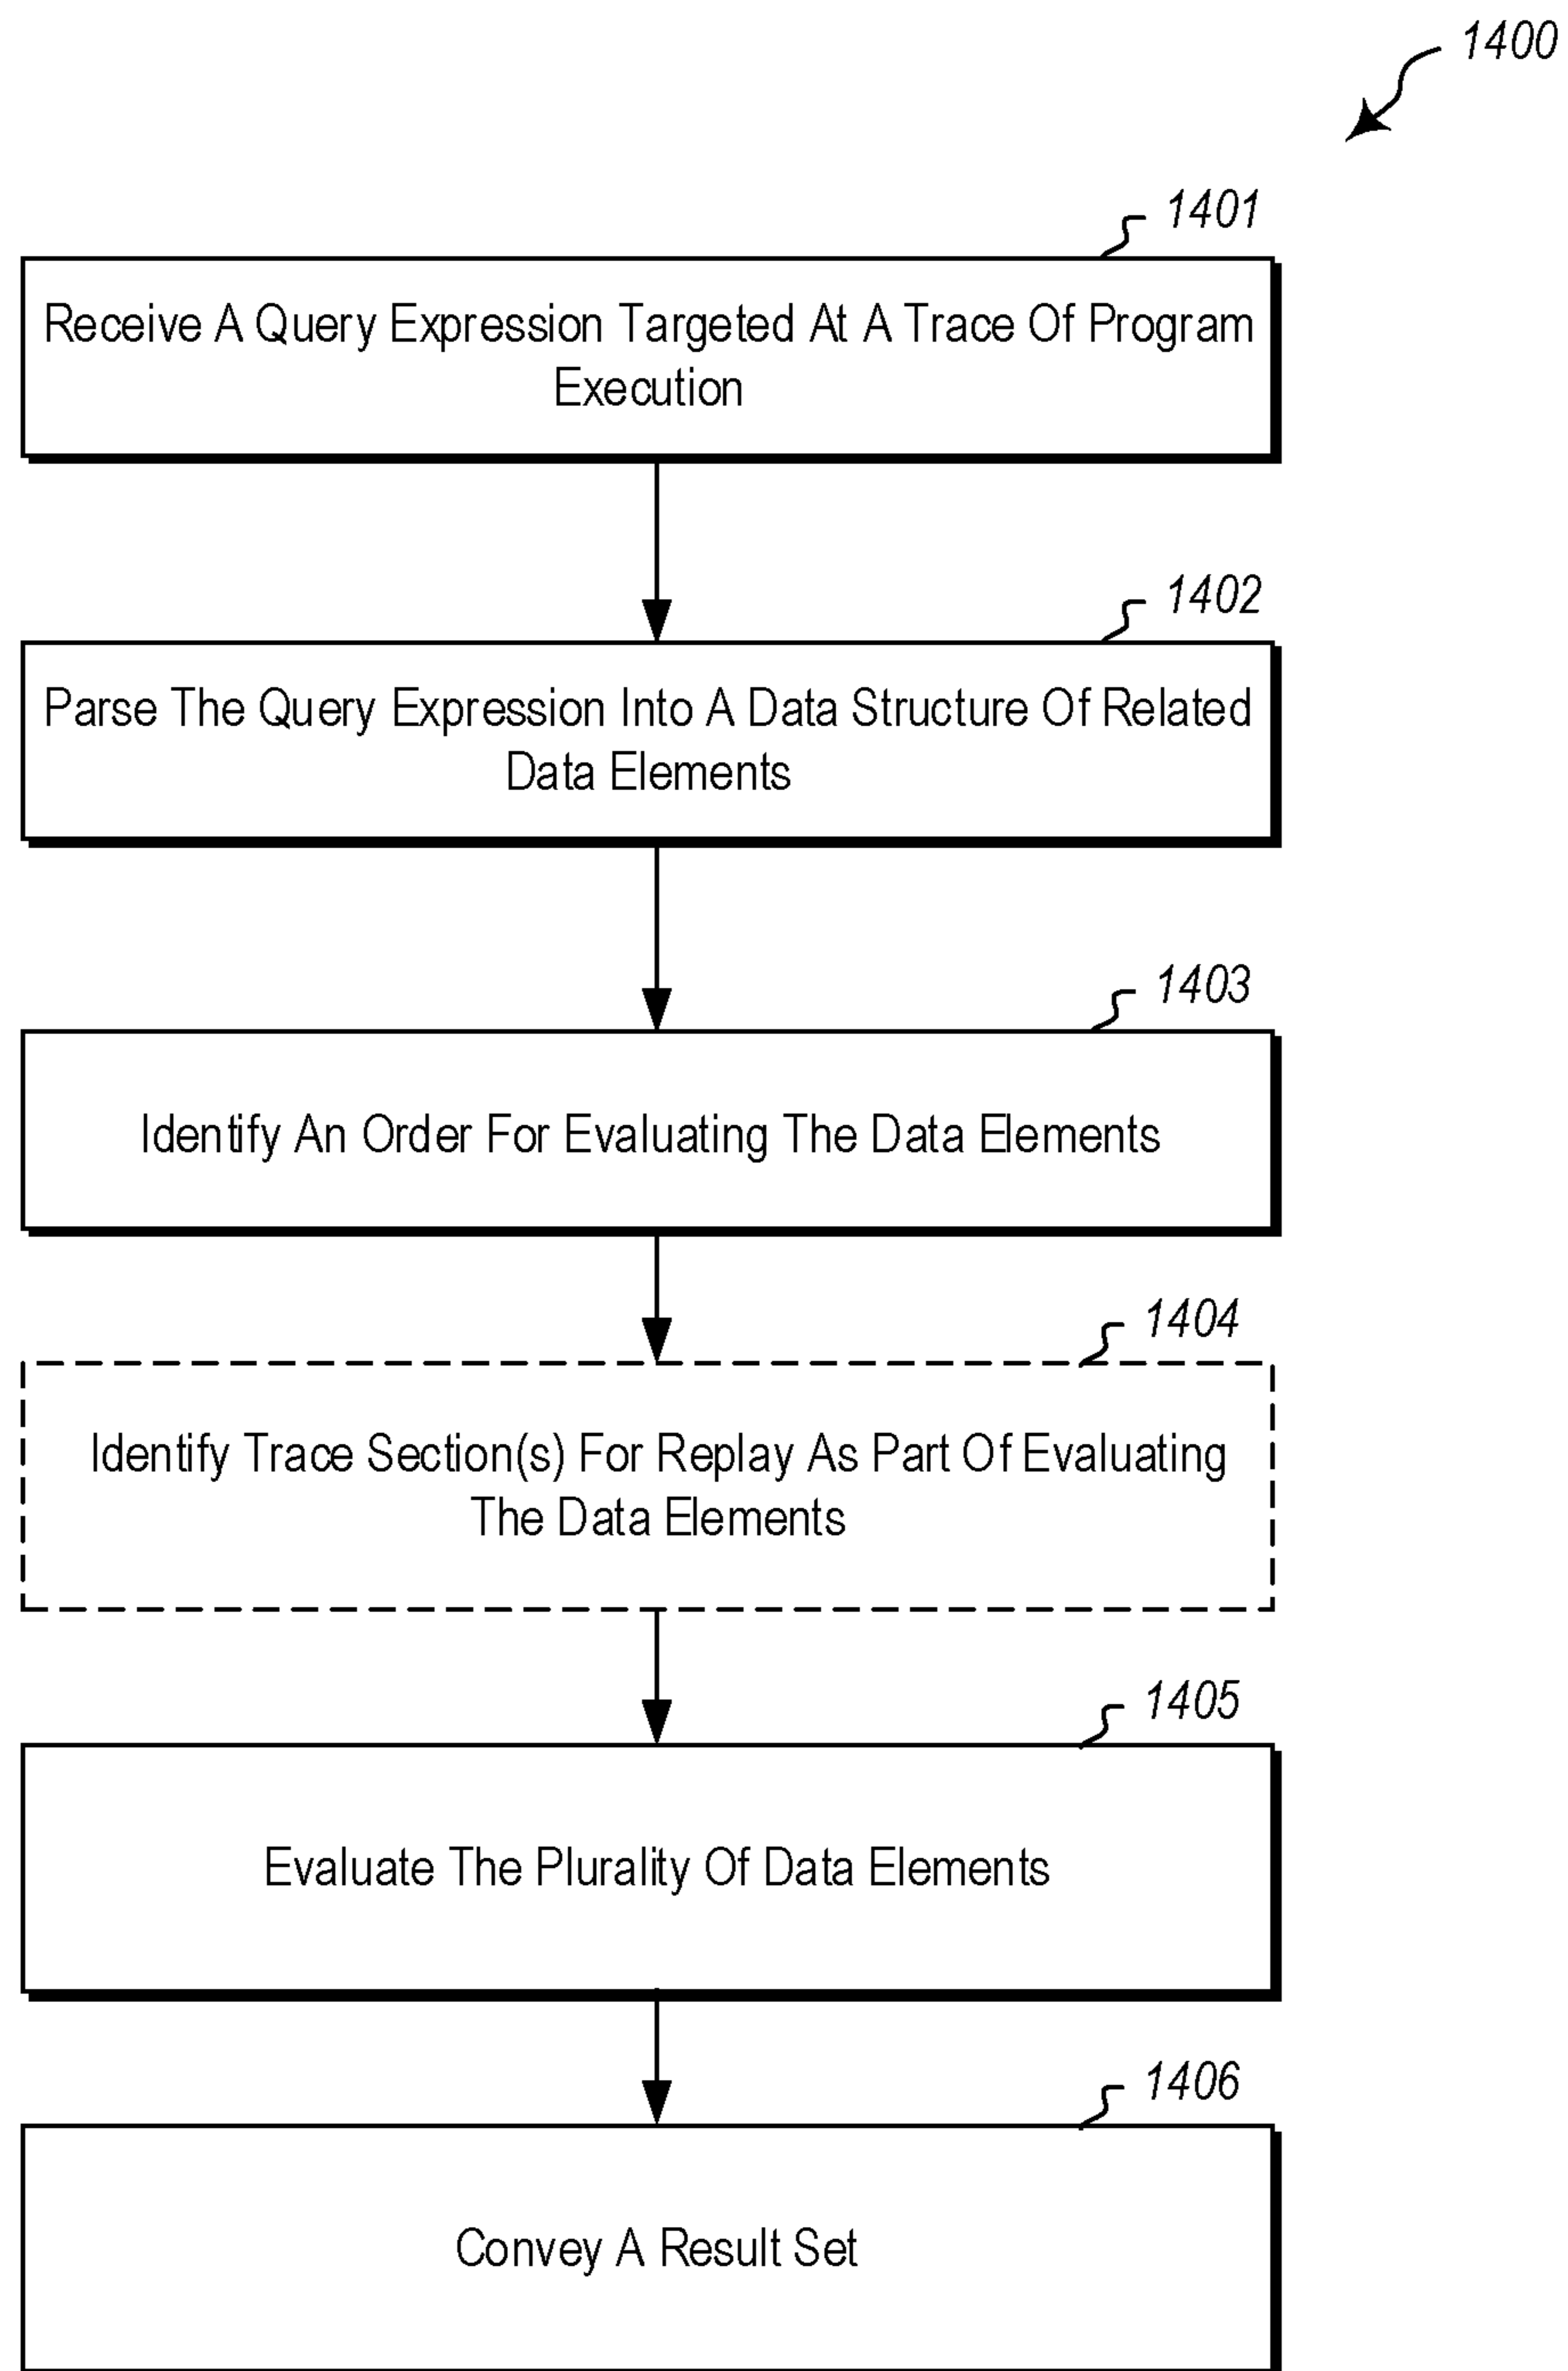 1400
1401
Receive A Query Expression Targeted At A Trace Of Program
Execution
1402
Parse The Query Expression Into A Data Structure Of Related
Data Elements
1403
Identify An Order For Evaluating The Data Elements
1404
Identify Trace Section(s) For Replay As Part Of Evaluating
The Data Elements
1405
Evaluate The Plurality Of Data Elements
1406
Convey A Result Set